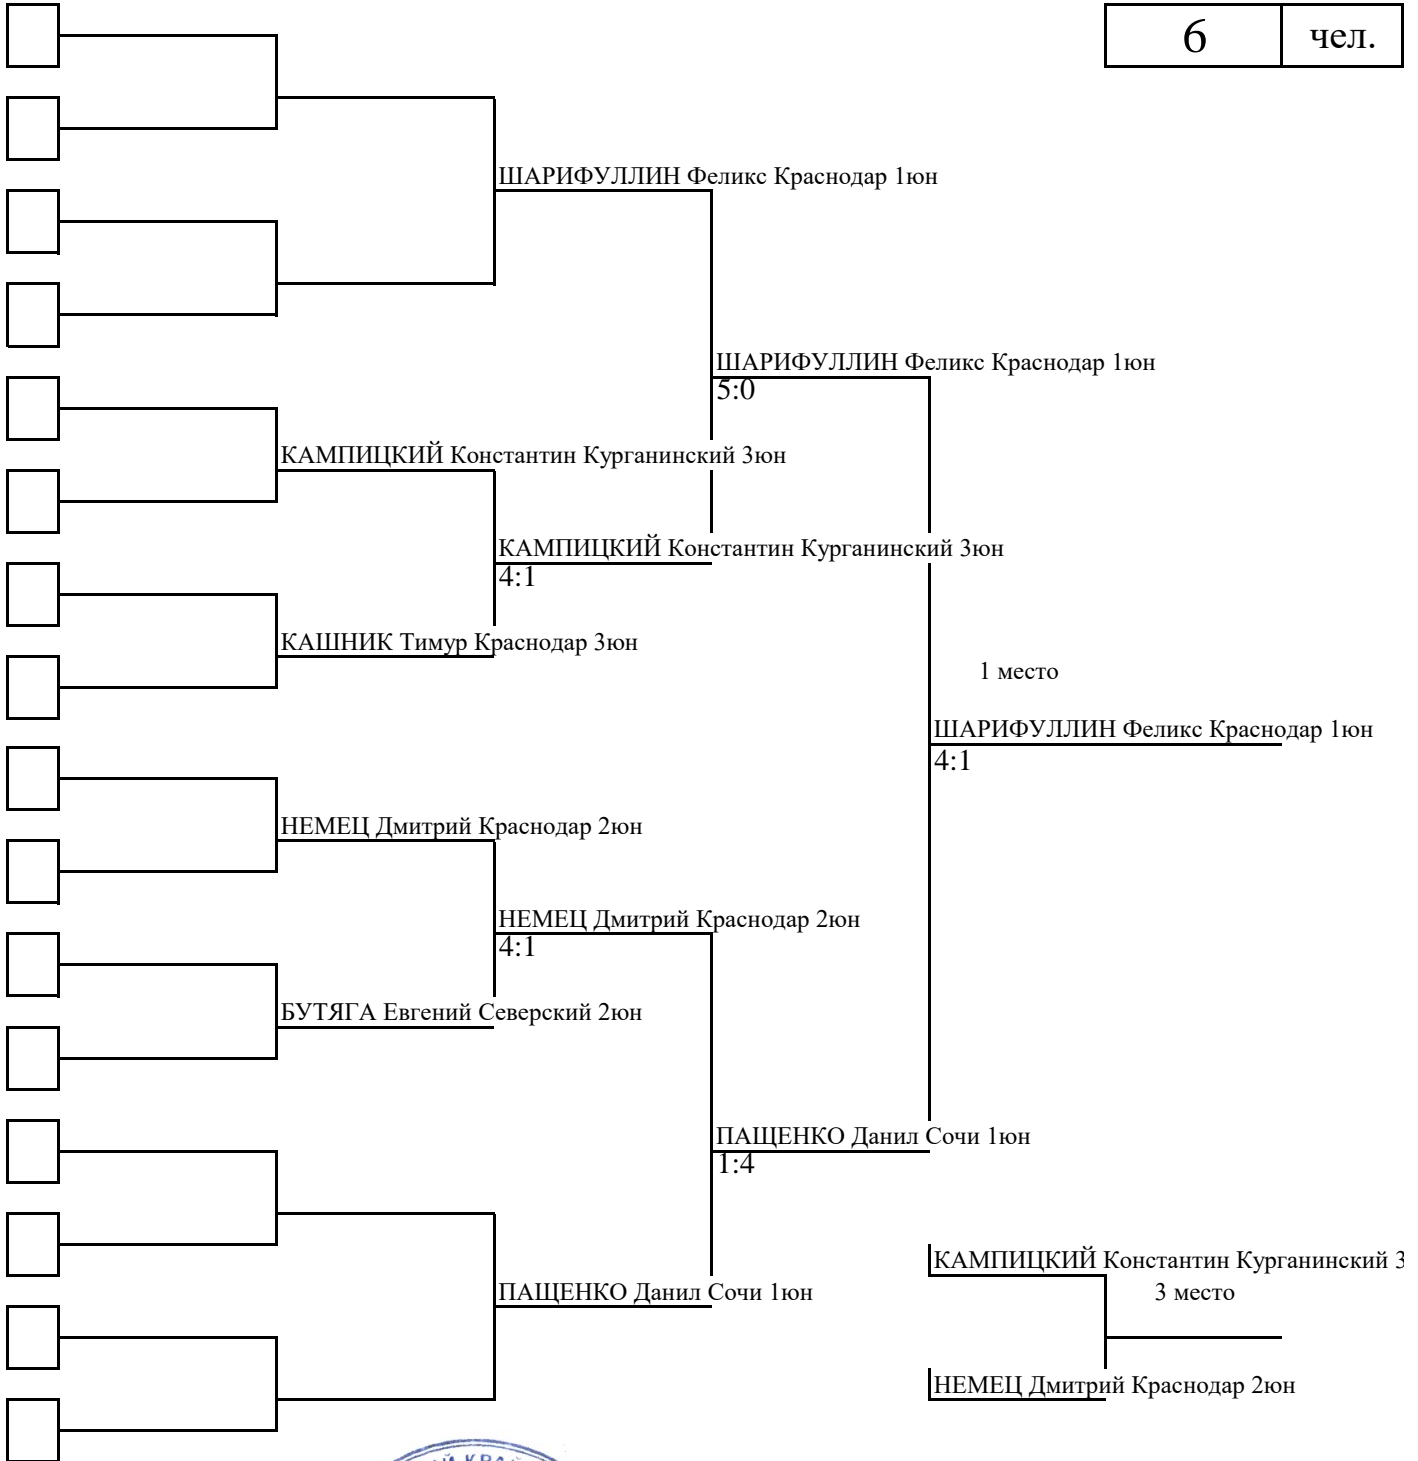 6 чел.
ШАРИФУЛЛИН Феликс Краснодар 1юн
ШАРИФУЛЛИН Феликс Краснодар 1юн
5:0
КАМПИЦКИЙ Константин Курганинский 3юн
КАМПИЦКИЙ Константин Курганинский 3юн
4:1
КАШНИК Тимур Краснодар 3юн
1 место
ШАРИФУЛЛИН Феликс Краснодар 1юн
4:1
НЕМЕЦ Дмитрий Краснодар 2юн
НЕМЕЦ Дмитрий Краснодар 2юн
4:1
БУТЯГА Евгений Северский 2юн
ПАЩЕНКО Данил Сочи 1юн
1:4
КАМПИЦКИЙ Константин Курганинский 3
3 место
ПАЩЕНКО Данил Сочи 1юн
НЕМЕЦ Дмитрий Краснодар 2юн